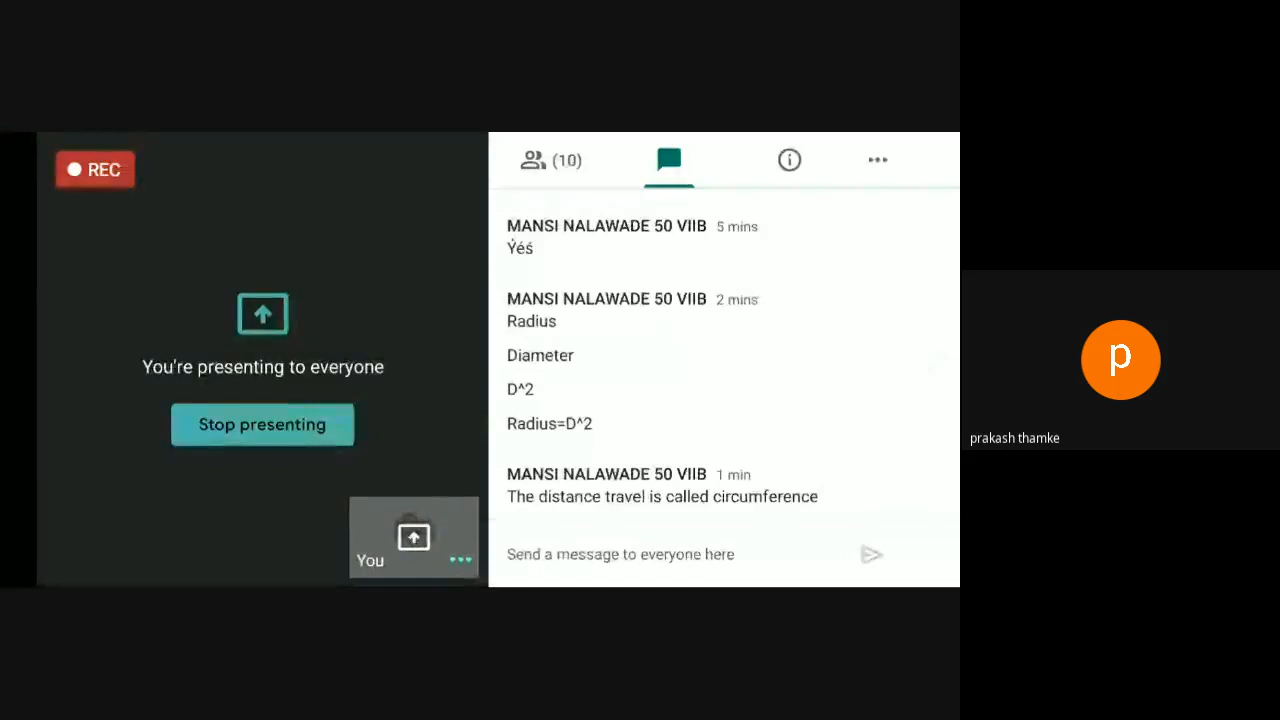 REC
You're presenting to everyone
Stop presenting
You
(10)
MANSI NALAWADE 50 VIIB 5 mins
Ýéś
MANSI NALAWADE 50 VIIB 2 mins
Radius
Diameter
D^2
Radius=D^2
MANSI NALAWADE 50 VIIB 1 min
The distance travel is called circumference
Send a message to everyone here
p
prakash thamke